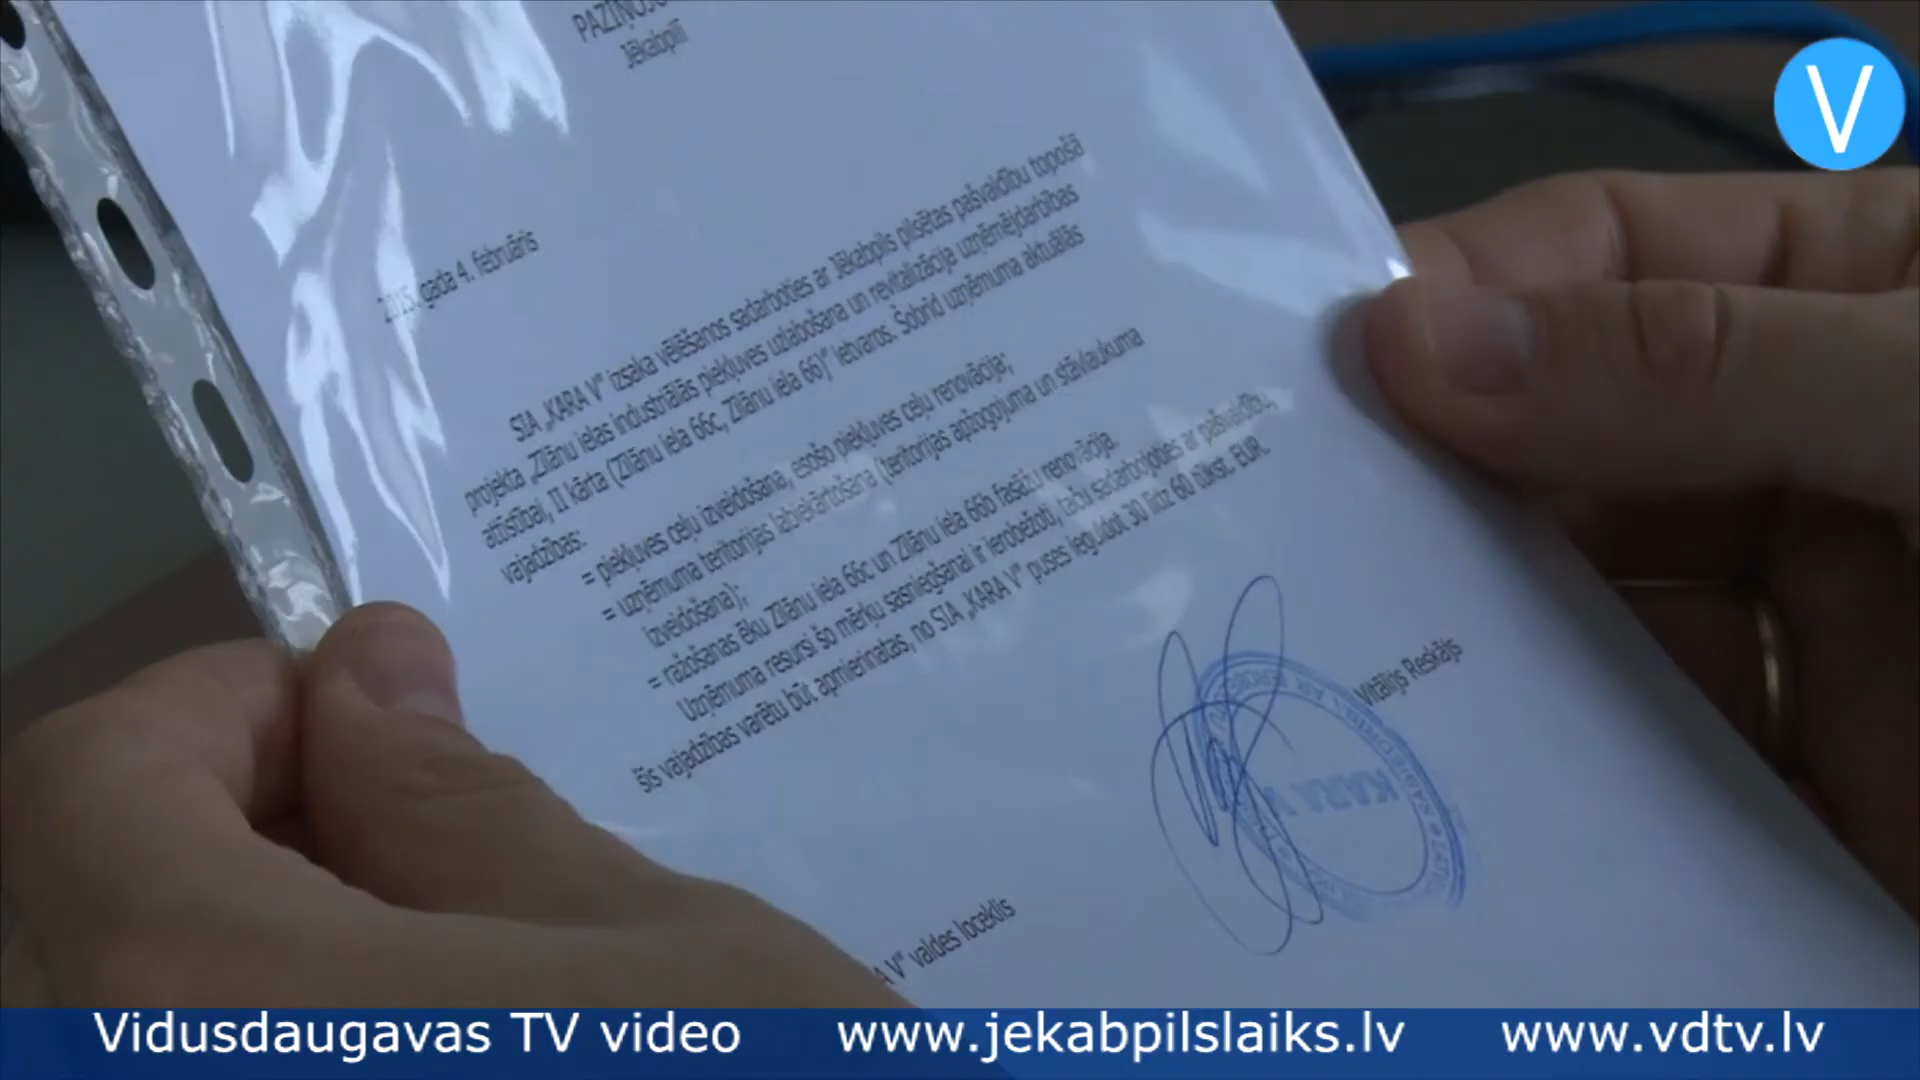 V
Jēkabpilī
2015. gada 4. februāris
SIA „KARA V” izsaka vēlēšanos sadarboties ar Jēkabpils pilsētas pašvaldību topošā
projekta „Zīlānu ielas industriālās piekļuves uzlabošana un revitalizācija uzņēmējdarbības
attīstībai, II kārta (Zīlānu iela 66c, Zīlānu iela 66)” ietvaros. Šobrīd uzņēmuma aktuālās
vajadzības:
= piekļuves ceļu izveidošana, esošo piekļuves ceļu renovācija;
= uzņēmuma teritorijas labiekārtošana (teritorijas apzogojuma un stāvlaukuma
izveidošana);
= ražošanas ēku Zīlānu iela 66c un Zīlānu iela 66b fasāžu renovācija.
Uzņēmuma resursi šo mērķu sasniegšanai ir ierobežoti, taču sadarbojoties ar pašvaldību,
šīs vajadzības varētu būt apmierinātas, no SIA „KARA V” puses ieguldot 30 līdz 60 tūkst. EUR.
Vitālijs Reskājs
KARA V
A V” valdes loceklis
Vidusdaugavas TV video www.jekabpilslaiks.lv www.vdtv.lv